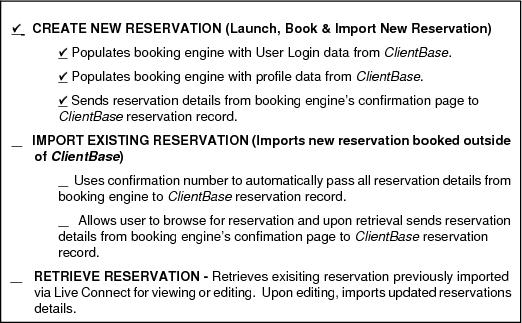 ✓ CREATE NEW RESERVATION (Launch, Book & Import New Reservation)
✓ Populates booking engine with User Login data from ClientBase.
✓ Populates booking engine with profile data from ClientBase.
✓ Sends reservation details from booking engine's confirmation page to
ClientBase reservation record.
__ IMPORT EXISTING RESERVATION (Imports new reservation booked outside
of ClientBase)
__ Uses confirmation number to automatically pass all reservation details from
booking engine to ClientBase reservation record.
__ Allows user to browse for reservation and upon retrieval sends reservation
details from booking engine's confimation page to ClientBase reservation
record.
__ RETRIEVE RESERVATION - Retrieves exisiting reservation previously imported
via Live Connect for viewing or editing. Upon editing, imports updated reservations
details.